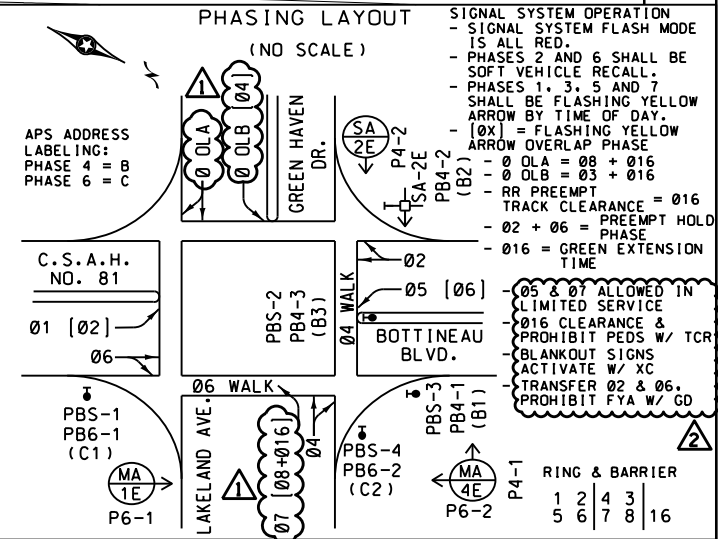 PHASING LAYOUT
(NO SCALE)
SIGNAL SYSTEM OPERATION
- SIGNAL SYSTEM FLASH MODE
IS ALL RED.
- PHASES 2 AND 6 SHALL BE
SOFT VEHICLE RECALL.
- PHASES 1, 3, 5 AND 7
SHALL BE FLASHING YELLOW
ARROW BY TIME OF DAY.
- [0X] = FLASHING YELLOW
ARROW OVERLAP PHASE
- Ø OLA = Ø8 + Ø16
- Ø OLB = Ø3 + Ø16
- RR PREEMPT
TRACK CLEARANCE = Ø16
- Ø2 + Ø6 = PREEMPT HOLD
PHASE
- Ø16 = GREEN EXTENSION
TIME
- Ø5 & Ø7 ALLOWED IN
LIMITED SERVICE
- Ø16 CLEARANCE &
PROHIBIT PEDS W/ TCR
- BLANKOUT SIGNS
ACTIVATE W/ XC
- TRANSFER Ø2 & Ø6.
PROHIBIT FYA W/ GD
2
APS ADDRESS
LABELING:
PHASE 4 = B
PHASE 6 = C
1
Ø OLA
Ø OLB [Ø4]
GREEN HAVEN
DR.
SA
2E
P4-2
SA-2E
PB4-2
(B2)
C.S.A.H.
NO. 81
Ø1 [Ø2]
Ø6
PBS-2
PB4-3
(B3)
Ø4 WALK
Ø2
Ø5 [Ø6]
BOTTINEAU
BLVD.
PBS-1
PB6-1
(C1)
MA
1E
P6-1
LAKELAND AVE.
Ø6 WALK
1
Ø7 [Ø8+Ø16]
Ø4
PBS-3
PB4-1
(B1)
PBS-4
PB6-2
(C2)
MA
4E
P4-1
P6-2
RING & BARRIER
1 2 4 3
5 6 7 8 16